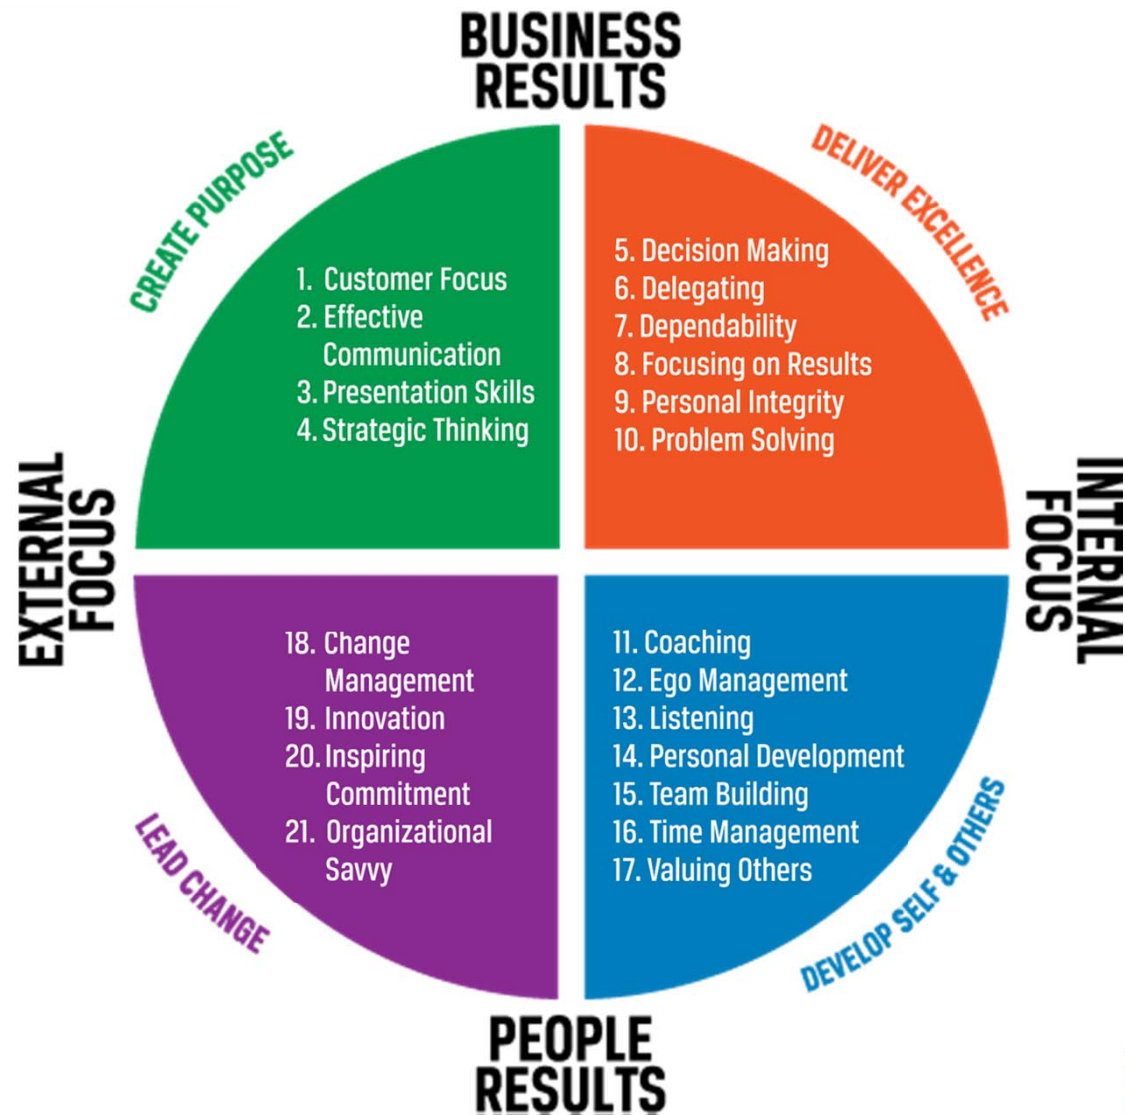 BUSINESS
RESULTS
CREATE PURPOSE
DELIVER EXCELLENCE
1. Customer Focus
2. Effective
Communication
3. Presentation Skills
4. Strategic Thinking
5. Decision Making
6. Delegating
7. Dependability
8. Focusing on Results
9. Personal Integrity
10. Problem Solving
EXTERNAL
FOCUS
INTERNAL
FOCUS
18. Change
Management
19. Innovation
20. Inspiring
Commitment
21. Organizational
Savvy
11. Coaching
12. Ego Management
13. Listening
14. Personal Development
15. Team Building
16. Time Management
17. Valuing Others
LEAD CHANGE
DEVELOP SELF & OTHERS
PEOPLE
RESULTS